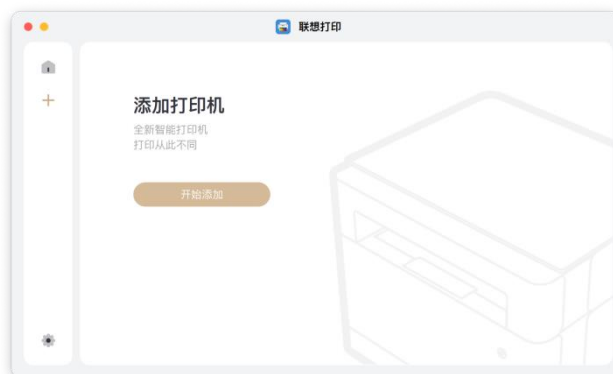 联想打印
添加打印机
全新智能打印机
打印从此不同
开始添加